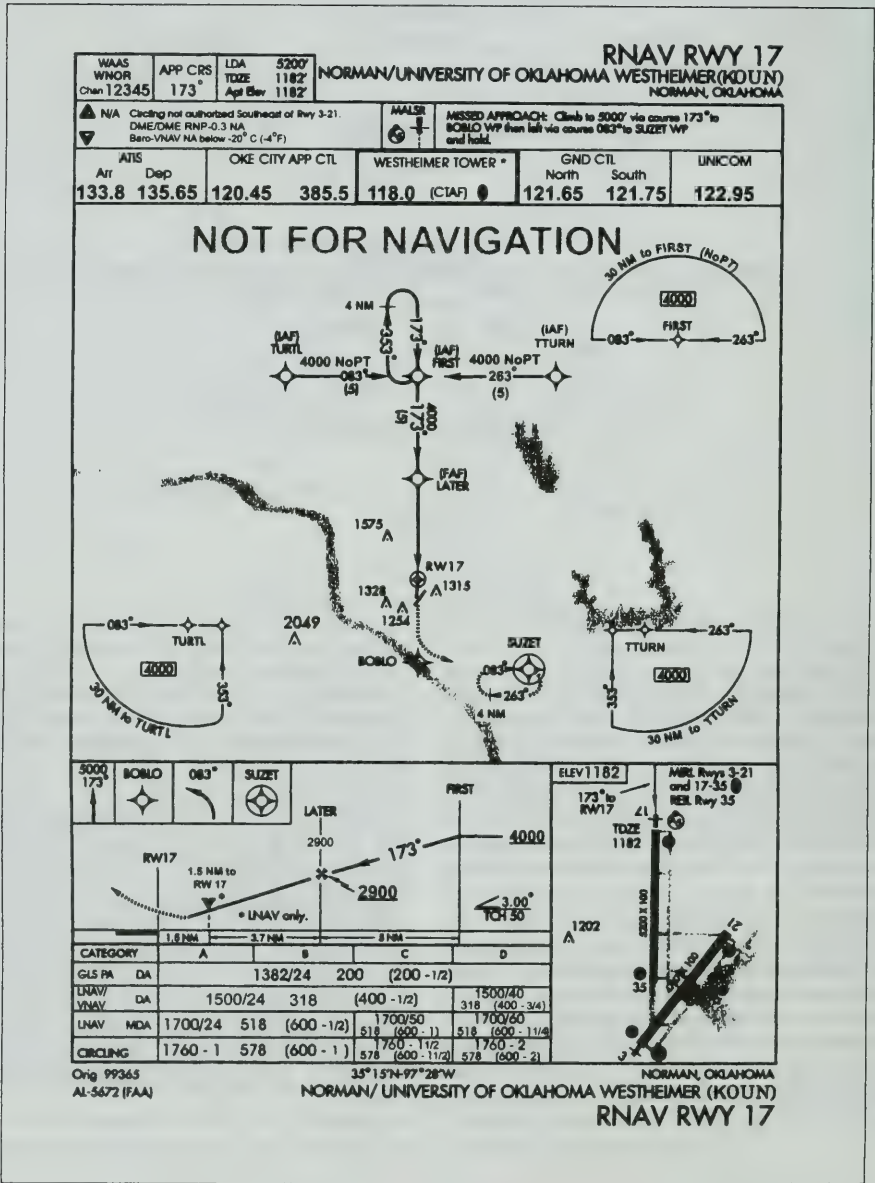 RNAV RWY 17
WAAS
WNOR
Chan 12345
APP CRS
173°
LDA 5200'
TDZE 1182'
Apt Elev 1182'
NORMAN/UNIVERSITY OF OKLAHOMA WESTHEIMER(KOUN)
NORMAN, OKLAHOMA
N/A Circling not authorized Southeast of Rwy 3-21.
DME/DME RNP-0.3 NA
Baro-VNAV NA below -20° C (-4°F)
MALSR
MISSED APPROACH: Climb to 5000' via course 173° to
BOBLO WP then left via course 083° to SUZET WP
and hold.
ATIS
Arr Dep
133.8 135.65
OKE CITY APP CTL
120.45 385.5
WESTHEIMER TOWER *
118.0 (CTAF)
GND CTL
North South
121.65 121.75
UNICOM
122.95
NOT FOR NAVIGATION
30 NM to FIRST (NoPT)
4000
FIRST
083° 263°
4 NM
353°
173°
(IAF)
TURTL
4000 NoPT
083°
(5)
(IAF)
FIRST
4000 NoPT
263°
(5)
(IAF)
TTURN
4000
173°
(5)
(FAF)
LATER
1575
RW17
1315
1328
1254
2049
083°
TURTL
4000
353°
30 NM to TURTL
BOBLO
SUZET
083°
263°
4 NM
263°
TTURN
4000
353°
30 NM to TTURN
5000
173°
BOBLO
083°
SUZET
FIRST
LATER
2900
4000
173°
RW17
1.5 NM to
RW 17
*
2900
* LNAV only.
3.00°
TCH 50
1.5 NM 3.7 NM 5 NM
ELEV 1182
MIRL Rwys 3-21
and 17-35
REIL Rwy 35
173° to
RW17
17
TDZE
1182
5200 X 100
1202
21
35
3
CATEGORY A B C D
GLS PA DA 1382/24 200 (200 -1/2)
LNAV/
VNAV DA 1500/24 318 (400 -1/2) 1500/40
318 (400 -3/4)
LNAV MDA 1700/24 518 (600 -1/2) 1700/50
518 (600 - 1) 1700/60
518 (600 - 11/4)
CIRCLING 1760 - 1 578 (600 - 1 ) 1760 - 11/2
578 (600 - 11/2) 1760 - 2
578 (600 - 2)
Orig 99365
AL-5672 (FAA)
35°15'N-97°28'W
NORMAN, OKLAHOMA
NORMAN/ UNIVERSITY OF OKLAHOMA WESTHEIMER (KOUN)
RNAV RWY 17